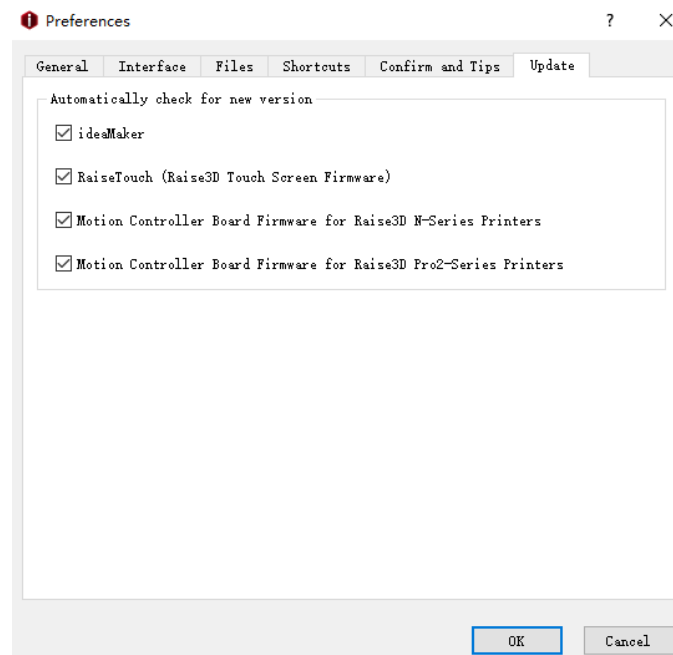 Preferences
?
General Interface Files Shortcuts Confirm and Tips Update
Automatically check for new version
ideaMaker
RaiseTouch (Raise3D Touch Screen Firmware)
Motion Controller Board Firmware for Raise3D N-Series Printers
Motion Controller Board Firmware for Raise3D Pro2-Series Printers
OK Cancel